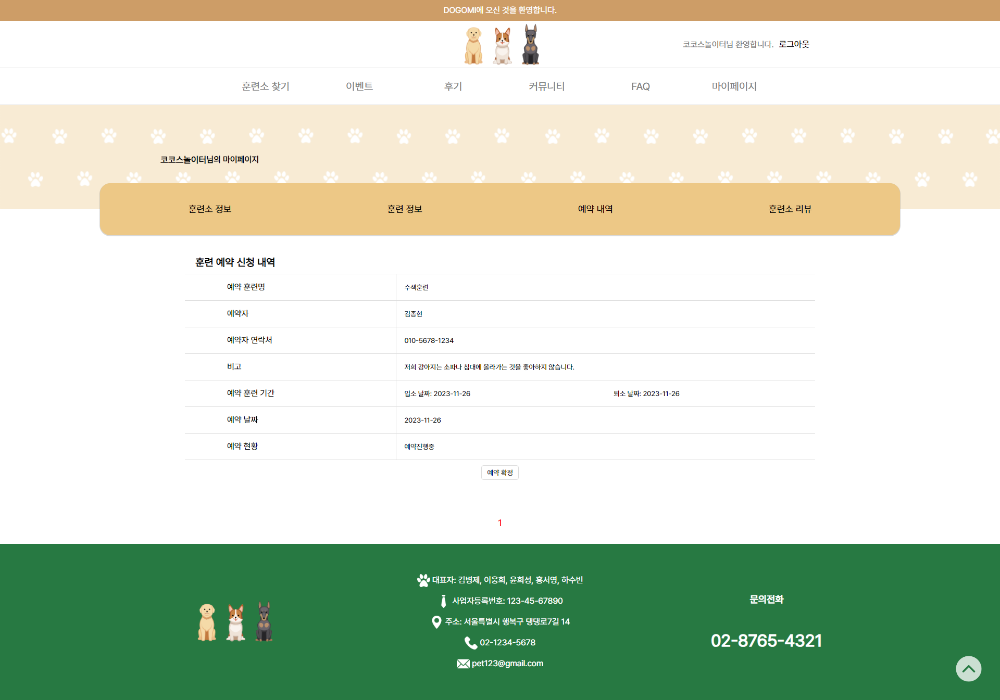 DOGOMI에 오신 것을 환영합니다.
코코스놀이터님 환영합니다. 로그아웃
훈련소 찾기 이벤트 후기 커뮤니티 FAQ 마이페이지
코코스놀이터님의 마이페이지
훈련소 정보 훈련 정보 예약 내역 훈련소 리뷰
훈련 예약 신청 내역
예약 훈련명 수색훈련
예약자 김종현
예약자 연락처 010-5678-1234
비고 저희 강아지는 소파나 침대에 올라가는 것을 좋아하지 않습니다.
예약 훈련 기간 입소 날짜: 2023-11-26 퇴소 날짜: 2023-11-26
예약 날짜 2023-11-26
예약 현황 예약진행중
예약 확정
1
대표자: 김병제, 이웅희, 윤희성, 홍서영, 하수빈
사업자등록번호: 123-45-67890
주소: 서울특별시 행복구 댕댕로7길 14
02-1234-5678
pet123@gmail.com
문의전화
02-8765-4321